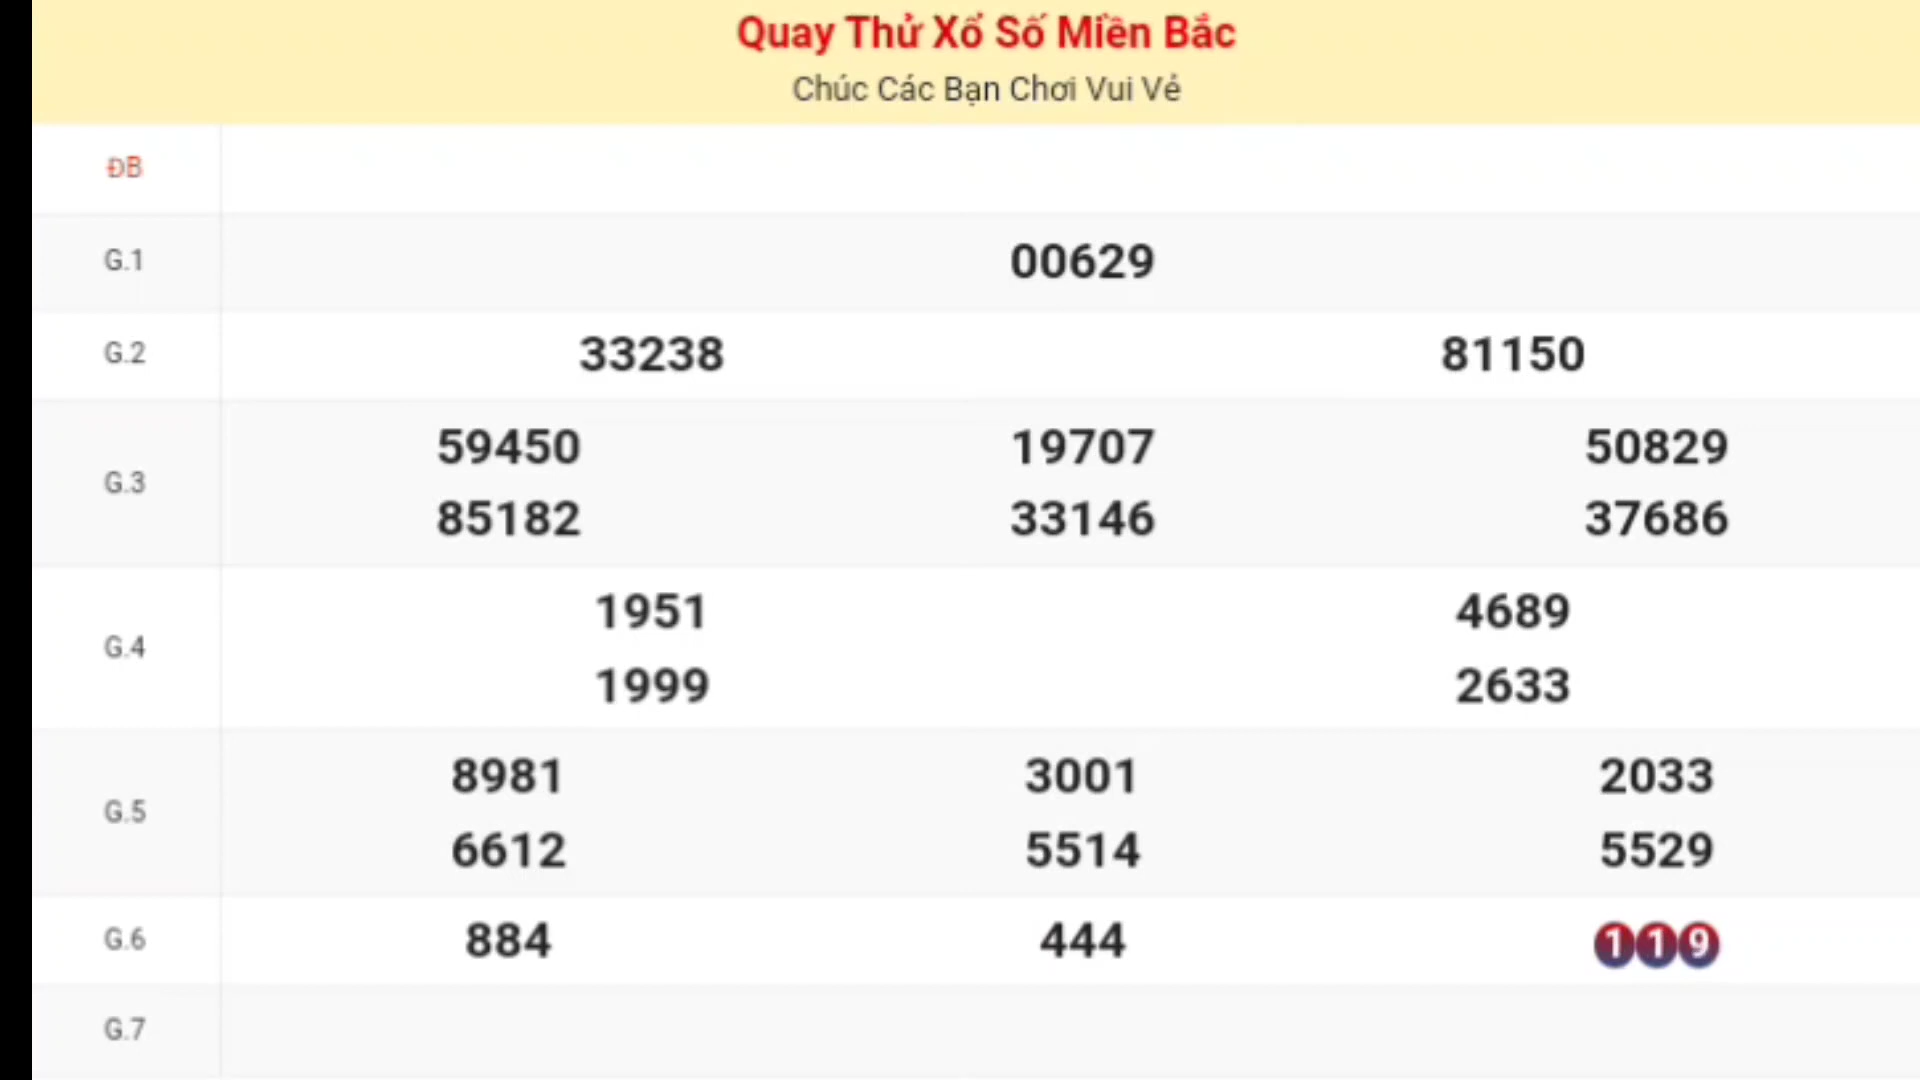 Quay Thử Xổ Số Miền Bắc
Chúc Các Bạn Chơi Vui Vẻ
ĐB
G.1 00629
G.2 33238 81150
G.3 59450 19707 50829
85182 33146 37686
G.4 1951 4689
1999 2633
G.5 8981 3001 2033
6612 5514 5529
G.6 884 444 119
G.7